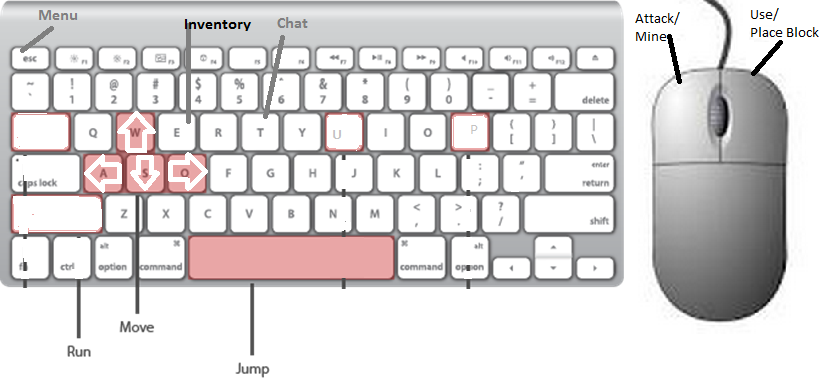 Menu
Inventory
Chat
Attack/
Mine
Use/
Place Block
esc F1 F2 F3 F4 F5 F6 F7 F8 F9 F10 F11 F12
~ ! @ # $ % ^ & * ( ) _ +
` 1 2 3 4 5 6 7 8 9 0 - = delete
Q W E R T Y U I O P { [ } ] | \
caps lock A S F G H J K L : ; " ' enter return
Z X C V B N M < , > . ? / shift
fn ctrl alt option ⌘ command ⌘ command alt option
Move
Run
Jump